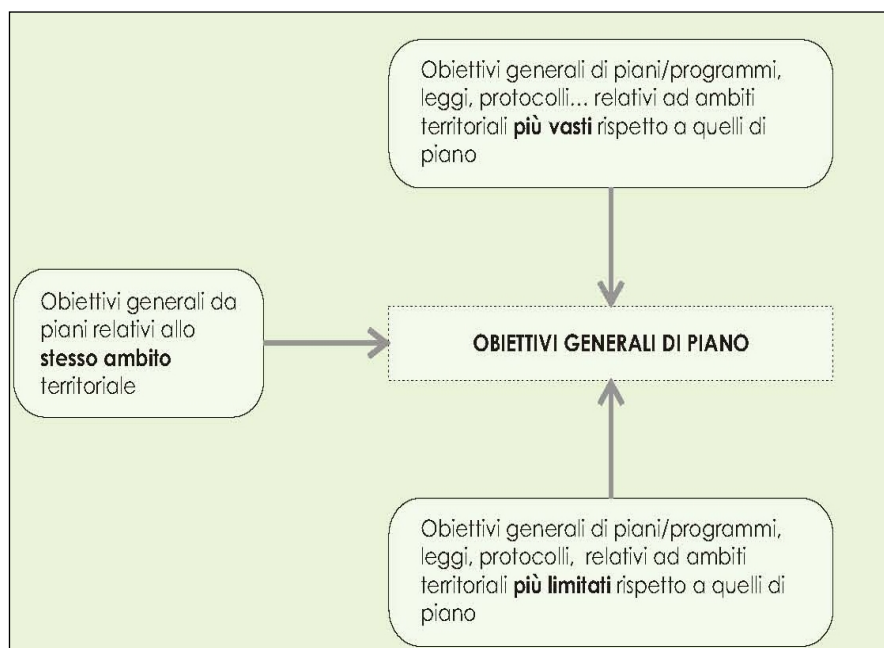 Obiettivi generali di piani/programmi,
leggi, protocolli... relativi ad ambiti
territoriali più vasti rispetto a quelli di
piano
Obiettivi generali da
piani relativi allo
stesso ambito
territoriale
OBIETTIVI GENERALI DI PIANO
Obiettivi generali di piani/programmi,
leggi, protocolli, relativi ad ambiti
territoriali più limitati rispetto a quelli di
piano